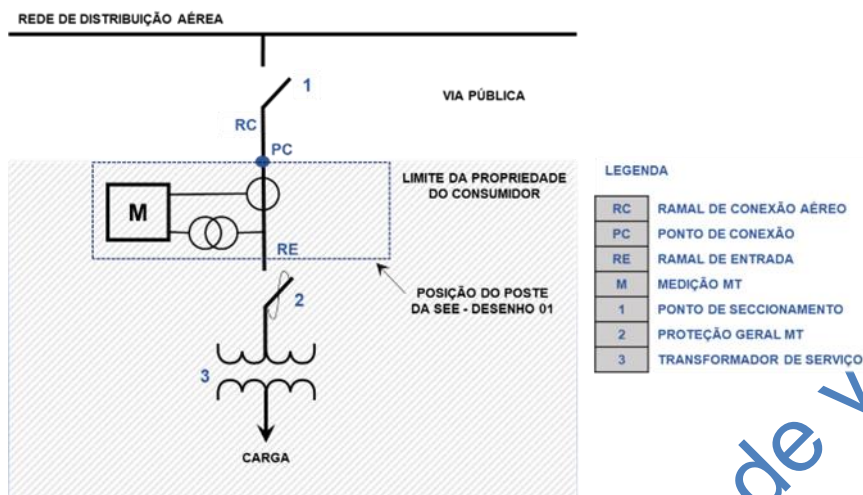 REDE DE DISTRIBUIÇÃO AÉREA
1
VIA PÚBLICA
RC
PC
LIMITE DA PROPRIEDADE
DO CONSUMIDOR
M
RE
POSIÇÃO DO POSTE
DA SEE - DESENHO 01
2
3
CARGA
LEGENDA
RC RAMAL DE CONEXÃO AÉREO
PC PONTO DE CONEXÃO
RE RAMAL DE ENTRADA
M MEDIÇÃO MT
1 PONTO DE SECCIONAMENTO
2 PROTEÇÃO GERAL MT
3 TRANSFORMADOR DE SERVIÇO
de v